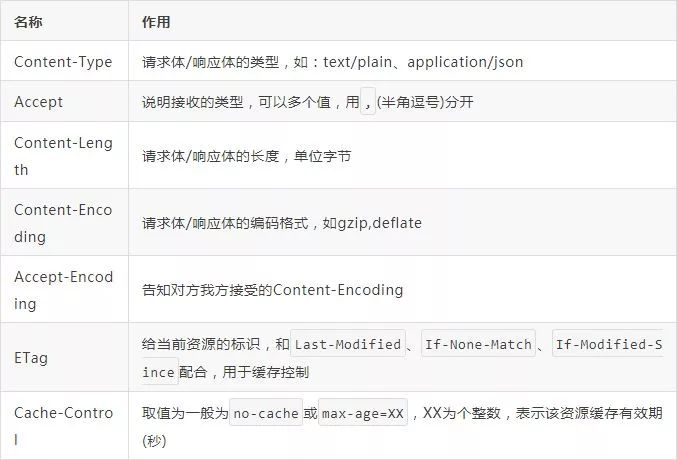 名称 作用
Content-Type 请求体/响应体的类型，如：text/plain、application/json
Accept 说明接收的类型，可以多个值，用,(半角逗号)分开
Content-Leng
th
请求体/响应体的长度，单位字节
Content-Enco
ding
请求体/响应体的编码格式，如gzip,deflate
Accept-Encod
ing
告知对方我方接受的Content-Encoding
ETag
给当前资源的标识，和Last-Modified、If-None-Match、If-Modified-S
ince配合，用于缓存控制
Cache-Contro
l
取值为一般为no-cache或max-age=XX，XX为个整数，表示该资源缓存有效期
(秒)